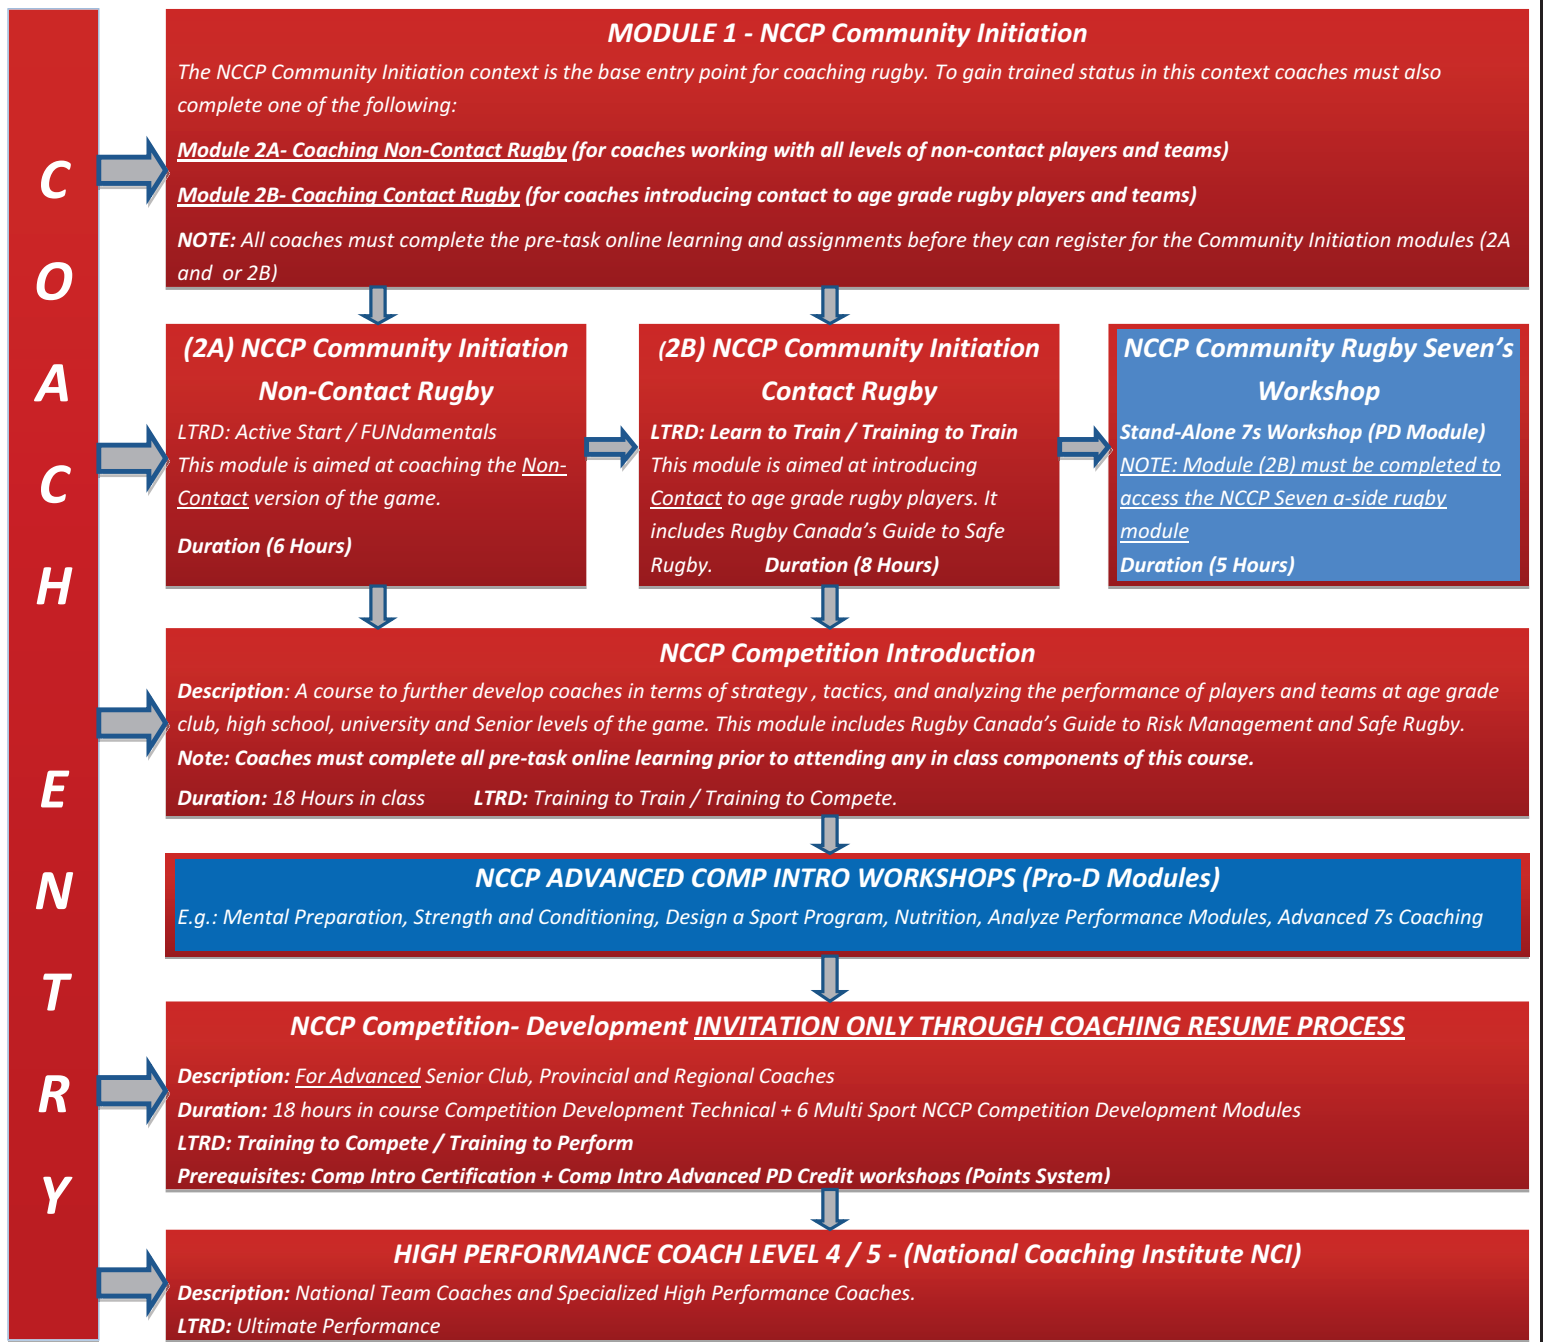 COACH ENTRY
MODULE 1 - NCCP Community Initiation
The NCCP Community Initiation context is the base entry point for coaching rugby. To gain trained status in this context coaches must also
complete one of the following:
Module 2A- Coaching Non-Contact Rugby (for coaches working with all levels of non-contact players and teams)
Module 2B- Coaching Contact Rugby (for coaches introducing contact to age grade rugby players and teams)
NOTE: All coaches must complete the pre-task online learning and assignments before they can register for the Community Initiation modules (2A
and or 2B)
(2A) NCCP Community Initiation
Non-Contact Rugby
LTRD: Active Start / FUNdamentals
This module is aimed at coaching the Non-
Contact version of the game.
Duration (6 Hours)
(2B) NCCP Community Initiation
Contact Rugby
LTRD: Learn to Train / Training to Train
This module is aimed at introducing
Contact to age grade rugby players. It
includes Rugby Canada's Guide to Safe
Rugby. Duration (8 Hours)
NCCP Community Rugby Seven's
Workshop
Stand-Alone 7s Workshop (PD Module)
NOTE: Module (2B) must be completed to
access the NCCP Seven a-side rugby
module
Duration (5 Hours)
NCCP Competition Introduction
Description: A course to further develop coaches in terms of strategy , tactics, and analyzing the performance of players and teams at age grade
club, high school, university and Senior levels of the game. This module includes Rugby Canada's Guide to Risk Management and Safe Rugby.
Note: Coaches must complete all pre-task online learning prior to attending any in class components of this course.
Duration: 18 Hours in class LTRD: Training to Train / Training to Compete.
NCCP ADVANCED COMP INTRO WORKSHOPS (Pro-D Modules)
E.g.: Mental Preparation, Strength and Conditioning, Design a Sport Program, Nutrition, Analyze Performance Modules, Advanced 7s Coaching
NCCP Competition- Development INVITATION ONLY THROUGH COACHING RESUME PROCESS
Description: For Advanced Senior Club, Provincial and Regional Coaches
Duration: 18 hours in course Competition Development Technical + 6 Multi Sport NCCP Competition Development Modules
LTRD: Training to Compete / Training to Perform
Prerequisites: Comp Intro Certification + Comp Intro Advanced PD Credit workshops (Points System)
HIGH PERFORMANCE COACH LEVEL 4 / 5 - (National Coaching Institute NCI)
Description: National Team Coaches and Specialized High Performance Coaches.
LTRD: Ultimate Performance